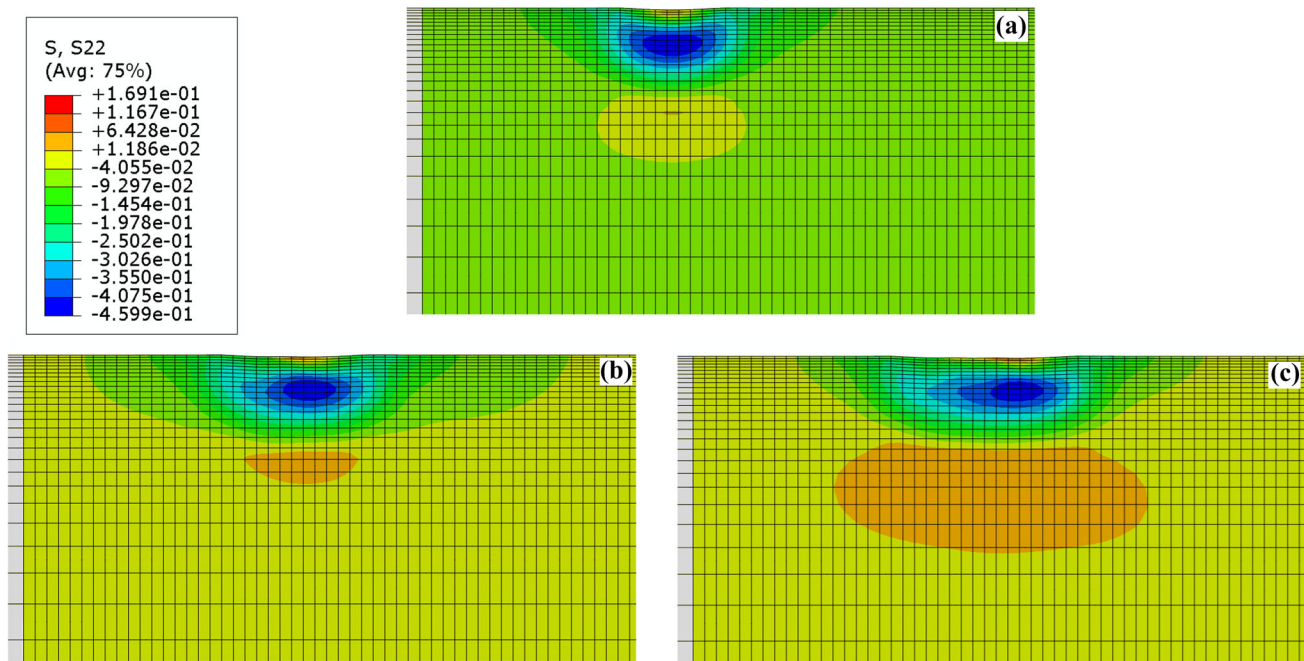 S, S22
(Avg: 75%)
+1.691e-01
+1.167e-01
+6.428e-02
+1.186e-02
-4.055e-02
-9.297e-02
-1.454e-01
-1.978e-01
-2.502e-01
-3.026e-01
-3.550e-01
-4.075e-01
-4.599e-01
(a)
(b)
(c)